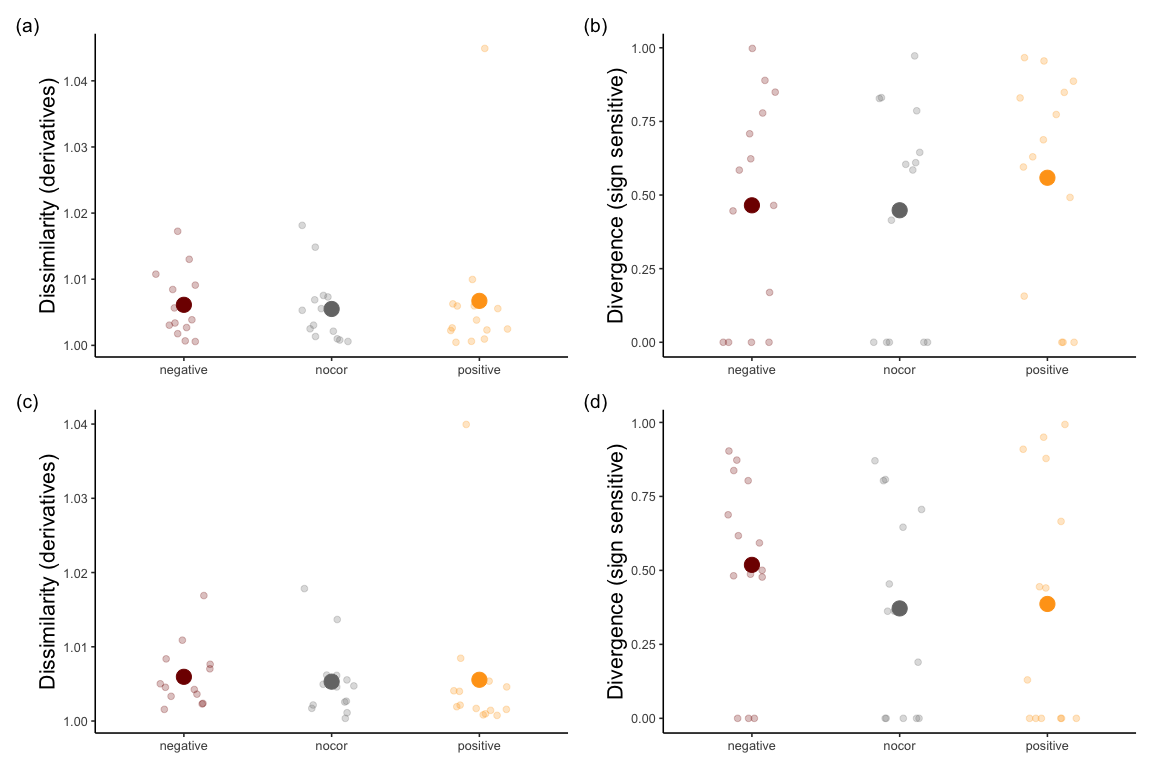 (a)
Dissimilarity (derivatives)
1.04
1.03
1.02
1.01
1.00
negative nocor positive
(b)
Divergence (sign sensitive)
1.00
0.75
0.50
0.25
0.00
negative nocor positive
(c)
Dissimilarity (derivatives)
1.04
1.03
1.02
1.01
1.00
negative nocor positive
(d)
Divergence (sign sensitive)
1.00
0.75
0.50
0.25
0.00
negative nocor positive